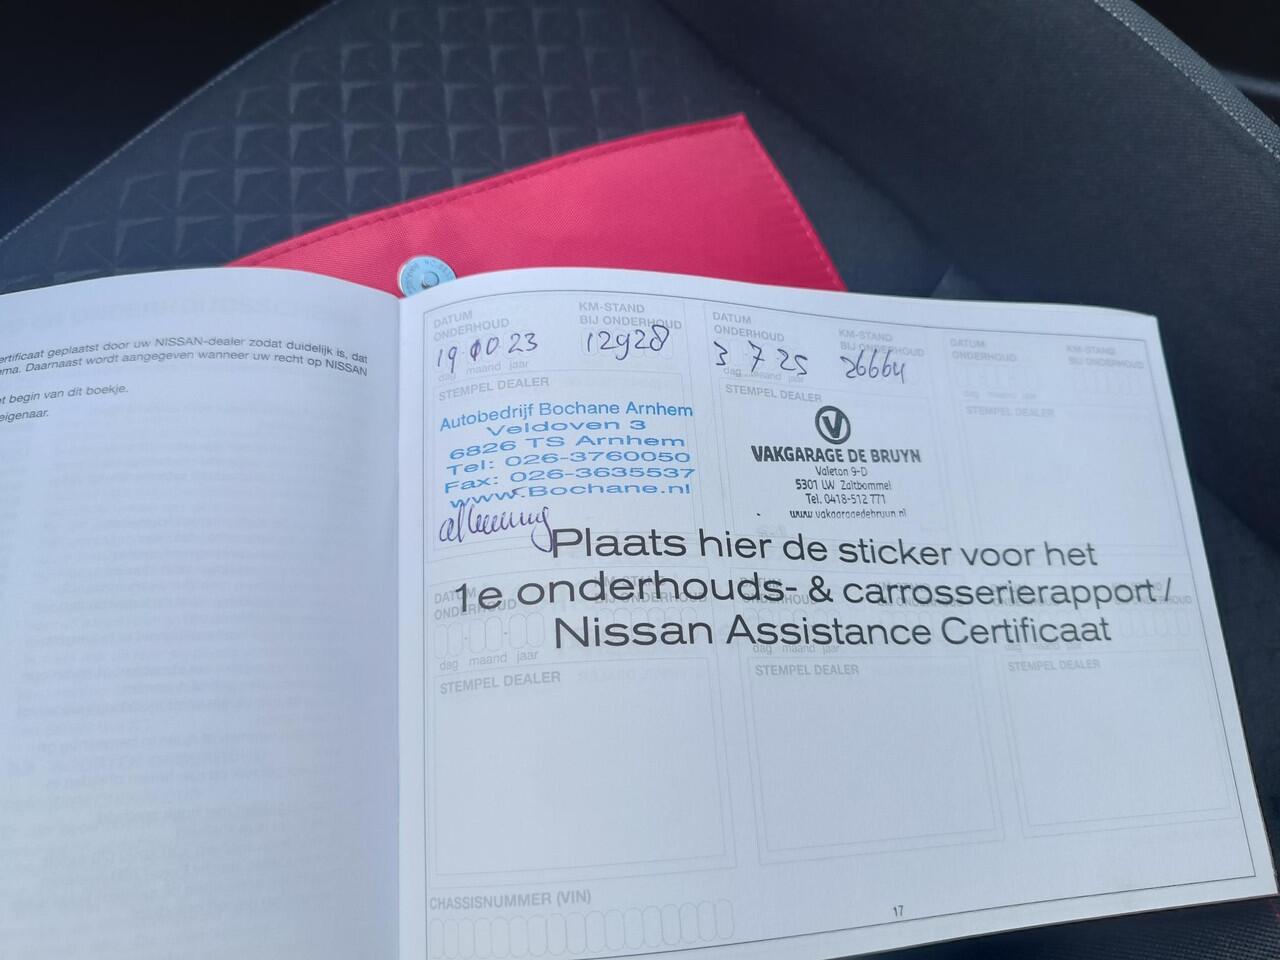 ertificaat geplaatst door uw NISSAN-dealer zodat duidelijk is, dat
ema. Daarnaast wordt aangegeven wanneer uw recht op NISSAN
et begin van dit boekje.
eigenaar.
DATUM ONDERHOUD
KM-STAND BIJ ONDERHOUD
19 10 23
12928
dag maand jaar
STEMPEL DEALER
Autobedrijf Bochane Arnhem
Veldoven 3
6826 TS Arnhem
Tel: 026-3760050
Fax: 026-3635537
www.Bochane.nl
DATUM ONDERHOUD
KM-STAND BIJ ONDERHOUD
3 7 25
26664
dag maand jaar
STEMPEL DEALER
V
VAKGARAGE DE BRUYN
Valeton 9-D
5301 LW Zaltbommel
Tel. 0418-512 771
www.vakgaragedebruyn.nl
DATUM ONDERHOUD
KM-STAND BIJ ONDERHOUD
STEMPEL DEALER
Plaats hier de sticker voor het
1e onderhouds- & carrosserierapport /
Nissan Assistance Certificaat
DATUM ONDERHOUD
dag maand jaar
STEMPEL DEALER
dag maand jaar
STEMPEL DEALER
STEMPEL DEALER
CHASSISNUMMER (VIN)
17